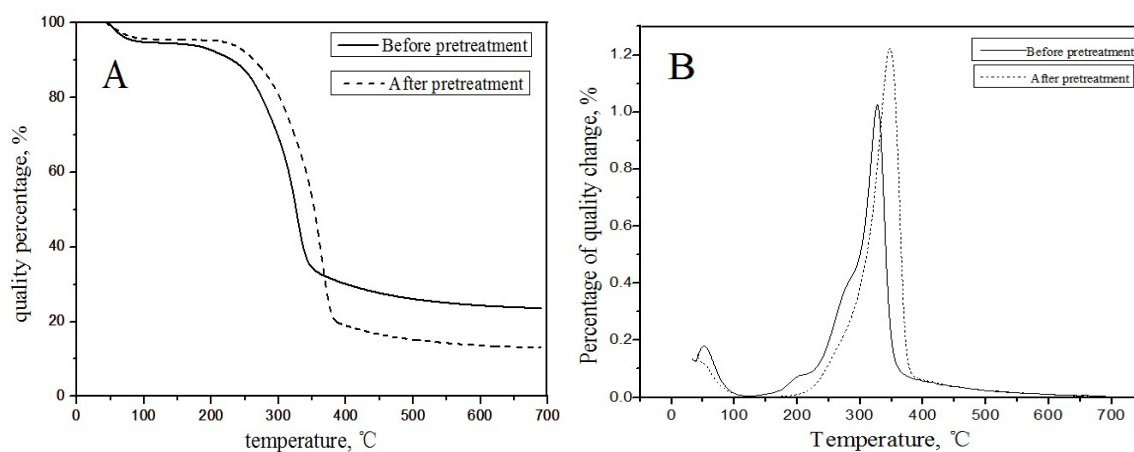 A
Before pretreatment
After pretreatment
quality percentage, %
100
80
60
40
20
0
0 100 200 300 400 500 600 700
temperature, ℃
B
Before pretreatment
After pretreatment
Percentage of quality change, %
1.2
1.0
0.8
0.6
0.4
0.2
0.0
0 100 200 300 400 500 600 700
Temperature, ℃